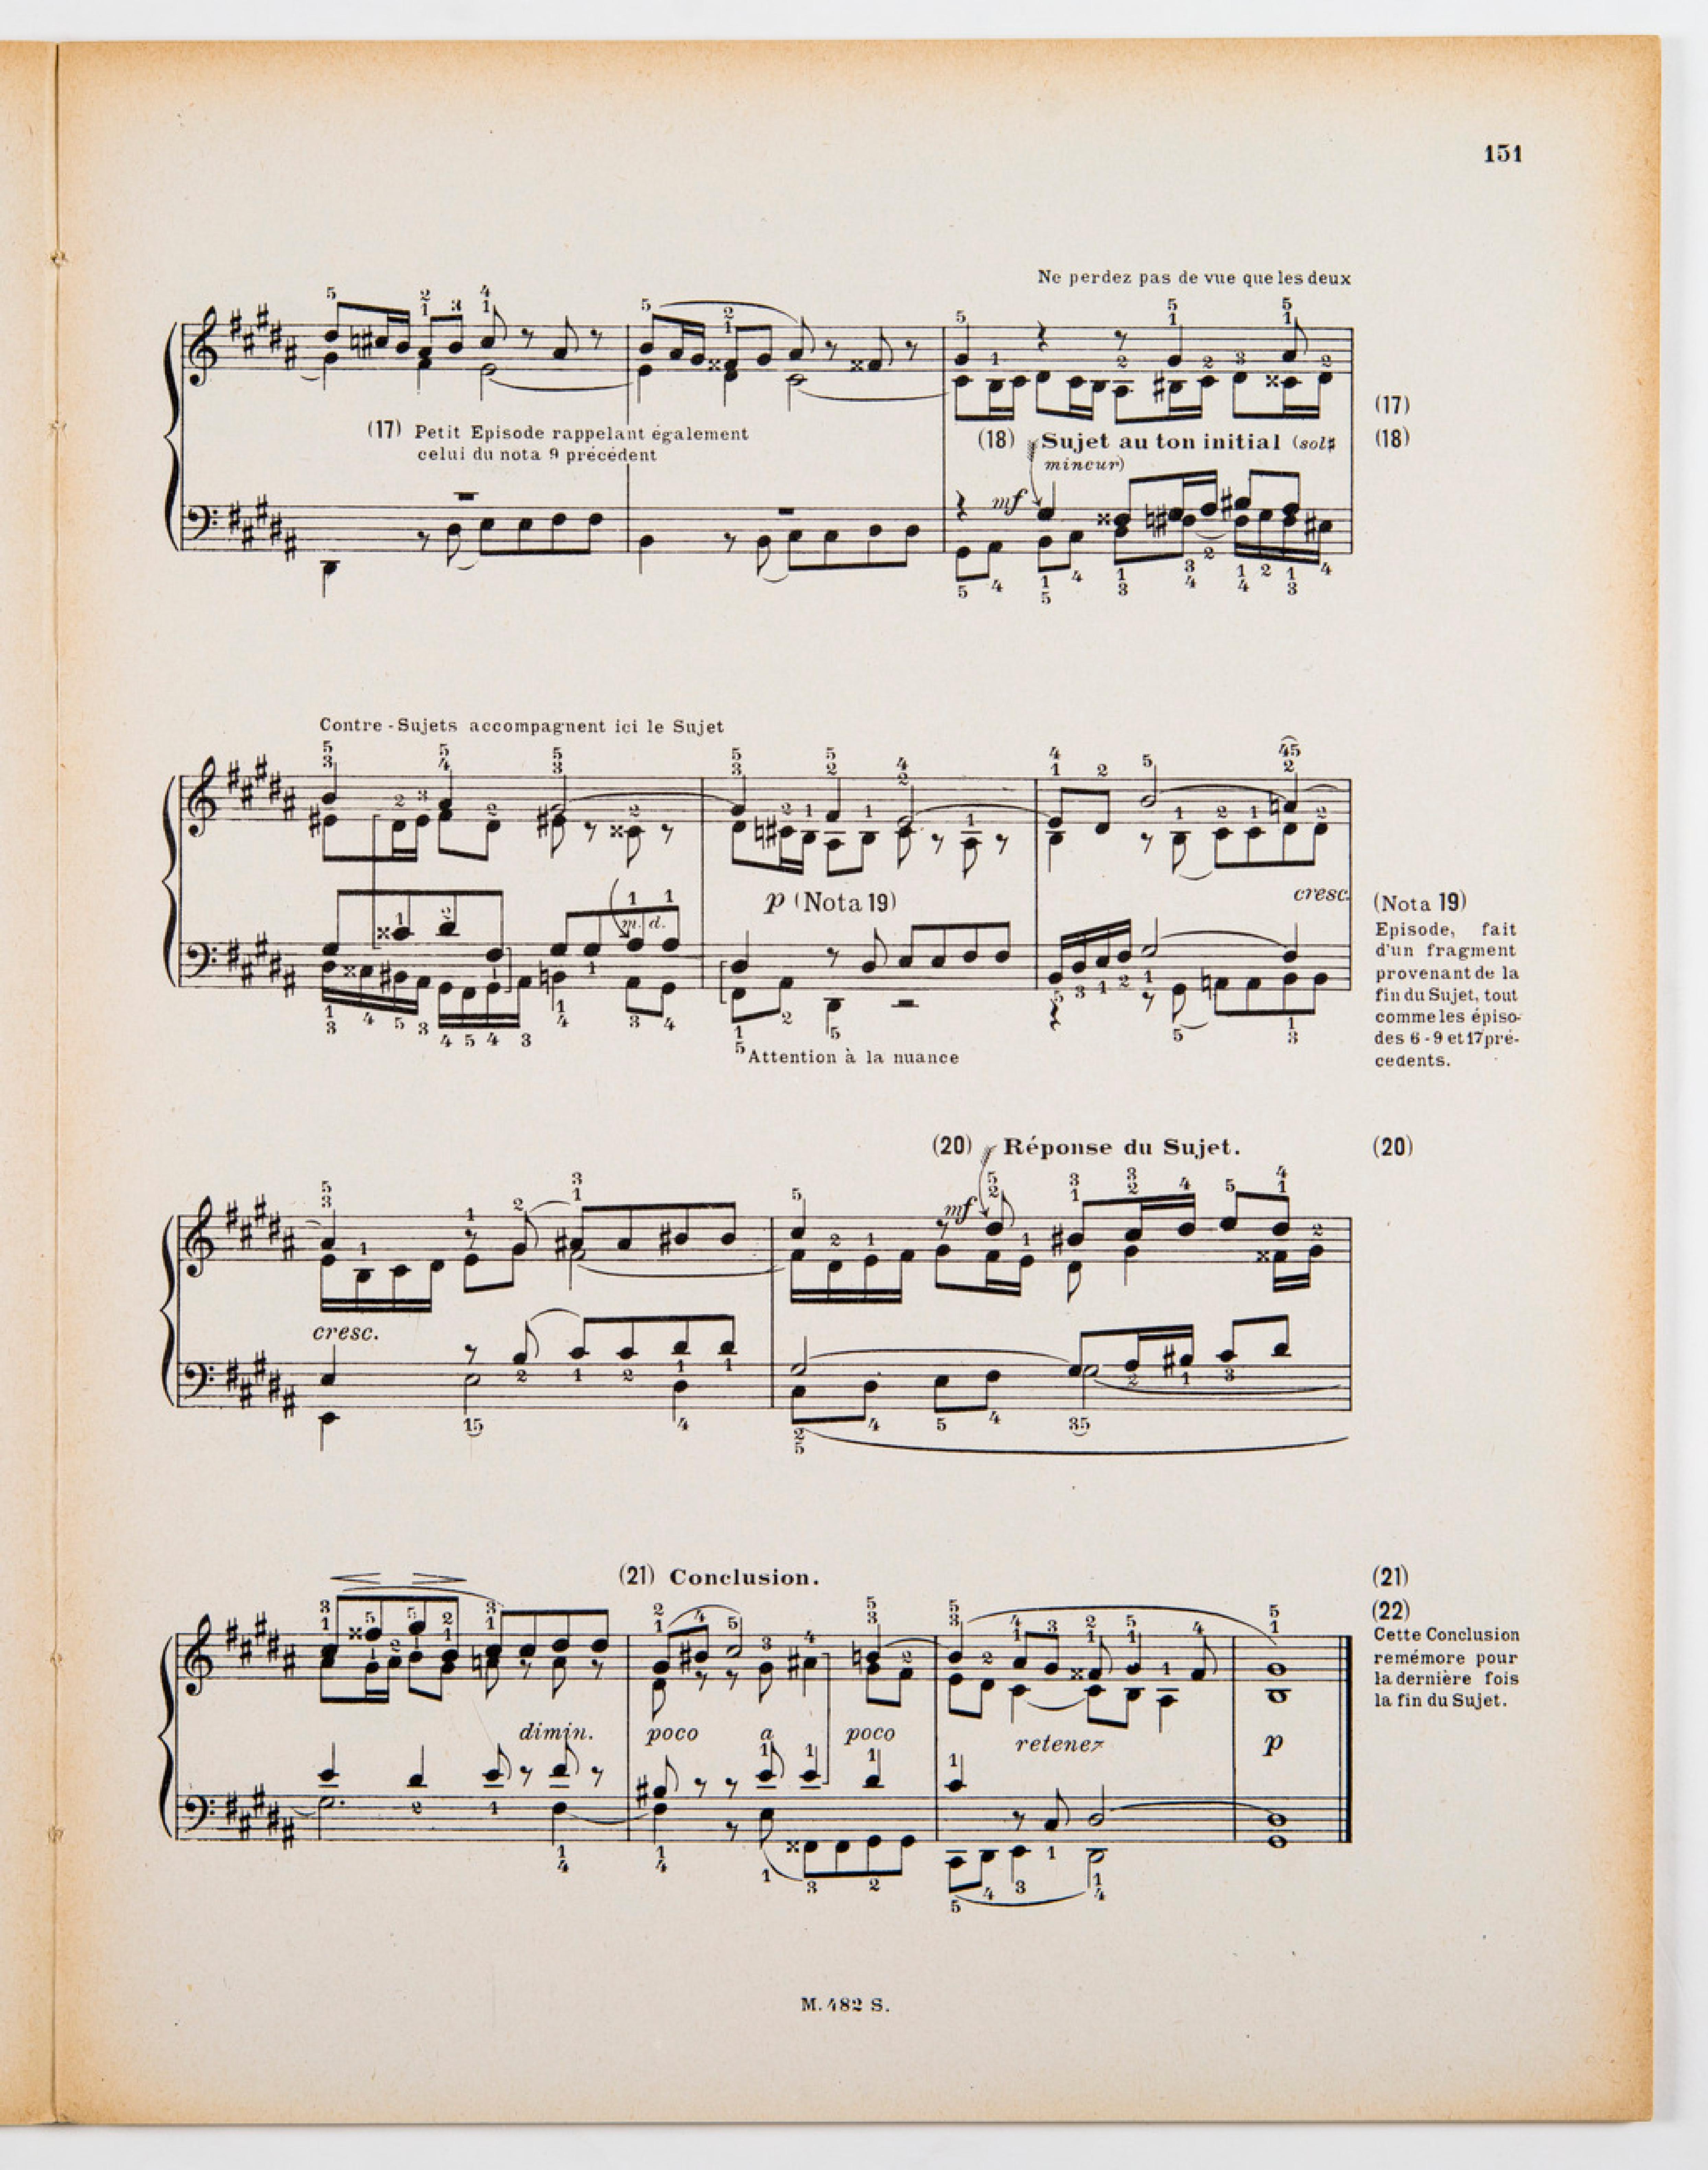 151
Ne perdez pas de vue que les deux
(17) Petit Episode rappelant également
celui du nota 9 précédent
(17)
(18) Sujet au ton initial (sol♯
mineur)
(18)
mf
Contre-Sujets accompagnent ici le Sujet
m. d.
p (Nota 19)
cresc.
Attention à la nuance
(Nota 19)
Episode, fait
d'un fragment
provenant de la
fin du Sujet, tout
comme les épiso-
des 6-9 et 17 pré-
cedents.
(20) Réponse du Sujet.
(20)
mf
cresc.
(21) Conclusion.
(21)
(22)
Cette Conclusion
remémore pour
la dernière fois
la fin du Sujet.
dimin. poco a poco retenez p
M. 482 S.